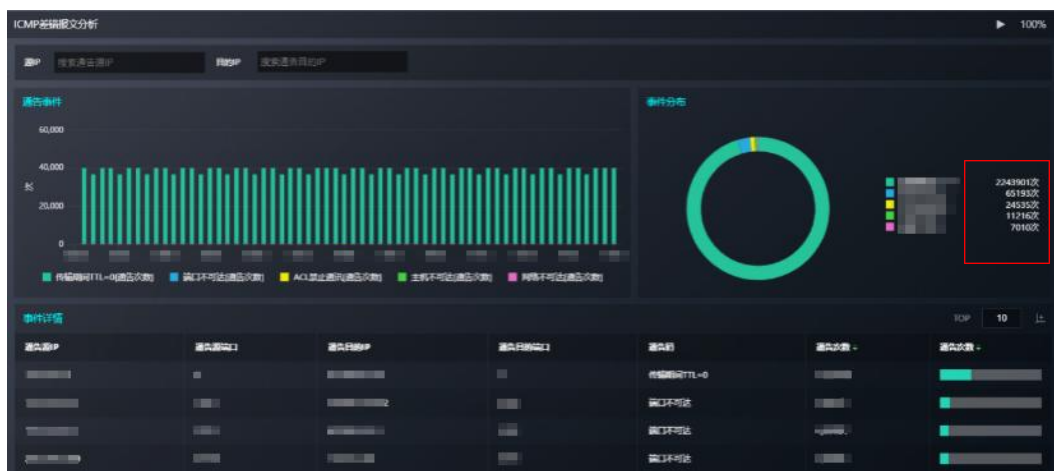 ICMP差错报文分析
100%
源IP 搜索通告源IP 目的IP 搜索通告目的IP
通告事件
60,000
40,000
次
20,000
0
传输期间TTL=0[通告次数] 端口不可达[通告次数] ACL禁止通讯[通告次数] 主机不可达[通告次数] 网络不可达[通告次数]
事件分布
2243901次
65193次
24535次
11216次
7010次
事件详情
TOP 10
通告源IP 通告源端口 通告目的IP 通告目的端口 通告 通告次数 通告次数
传输期间TTL=0
端口不可达
端口不可达
端口不可达